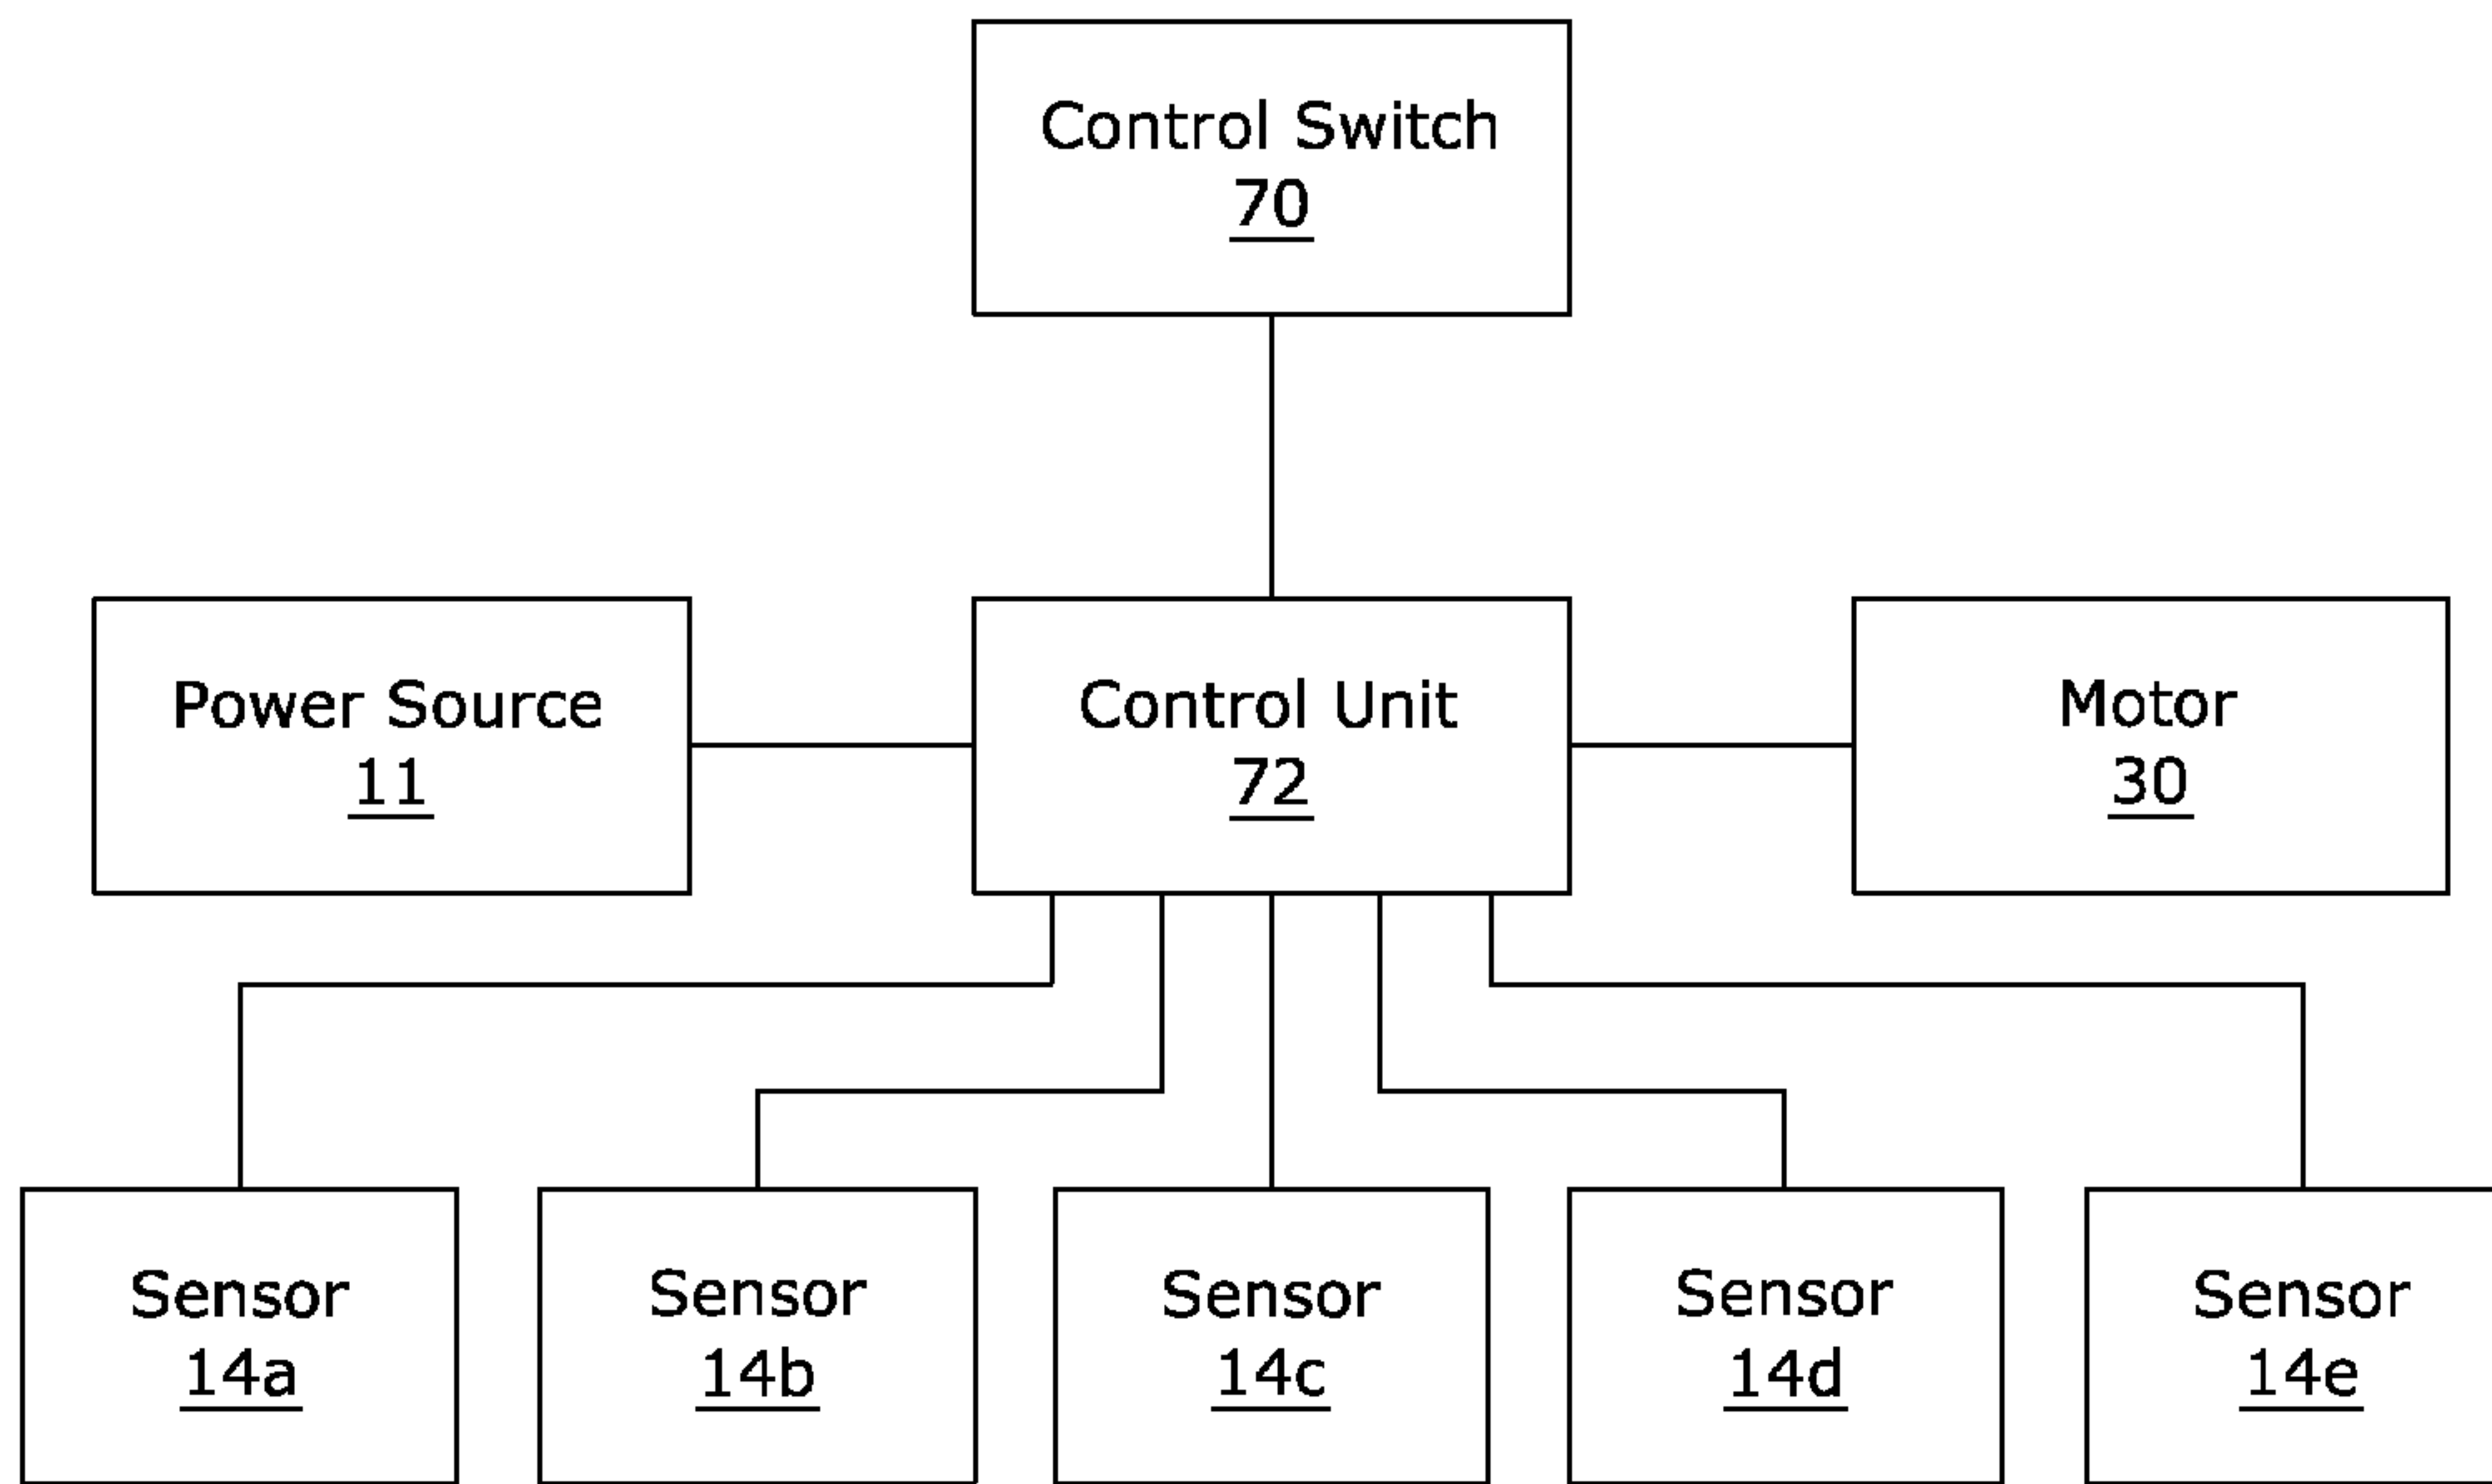 Control Switch
70
Power Source
11
Control Unit
72
Motor
30
Sensor
14a
Sensor
14b
Sensor
14c
Sensor
14d
Sensor
14e